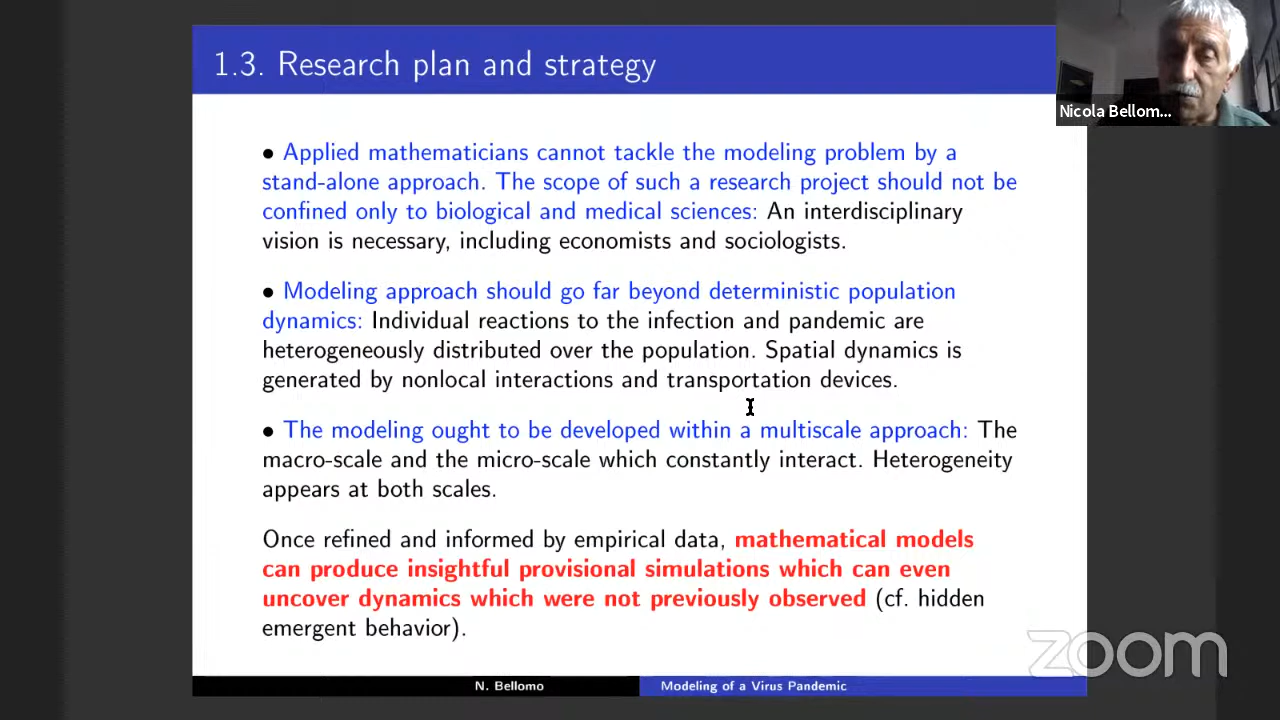 1.3. Research plan and strategy
Nicola Bellom...
• Applied mathematicians cannot tackle the modeling problem by a
stand-alone approach. The scope of such a research project should not be
confined only to biological and medical sciences: An interdisciplinary
vision is necessary, including economists and sociologists.
• Modeling approach should go far beyond deterministic population
dynamics: Individual reactions to the infection and pandemic are
heterogeneously distributed over the population. Spatial dynamics is
generated by nonlocal interactions and transportation devices.
• The modeling ought to be developed within a multiscale approach: The
macro-scale and the micro-scale which constantly interact. Heterogeneity
appears at both scales.
Once refined and informed by empirical data, mathematical models
can produce insightful provisional simulations which can even
uncover dynamics which were not previously observed (cf. hidden
emergent behavior).
zoom
N. Bellomo
Modeling of a Virus Pandemic